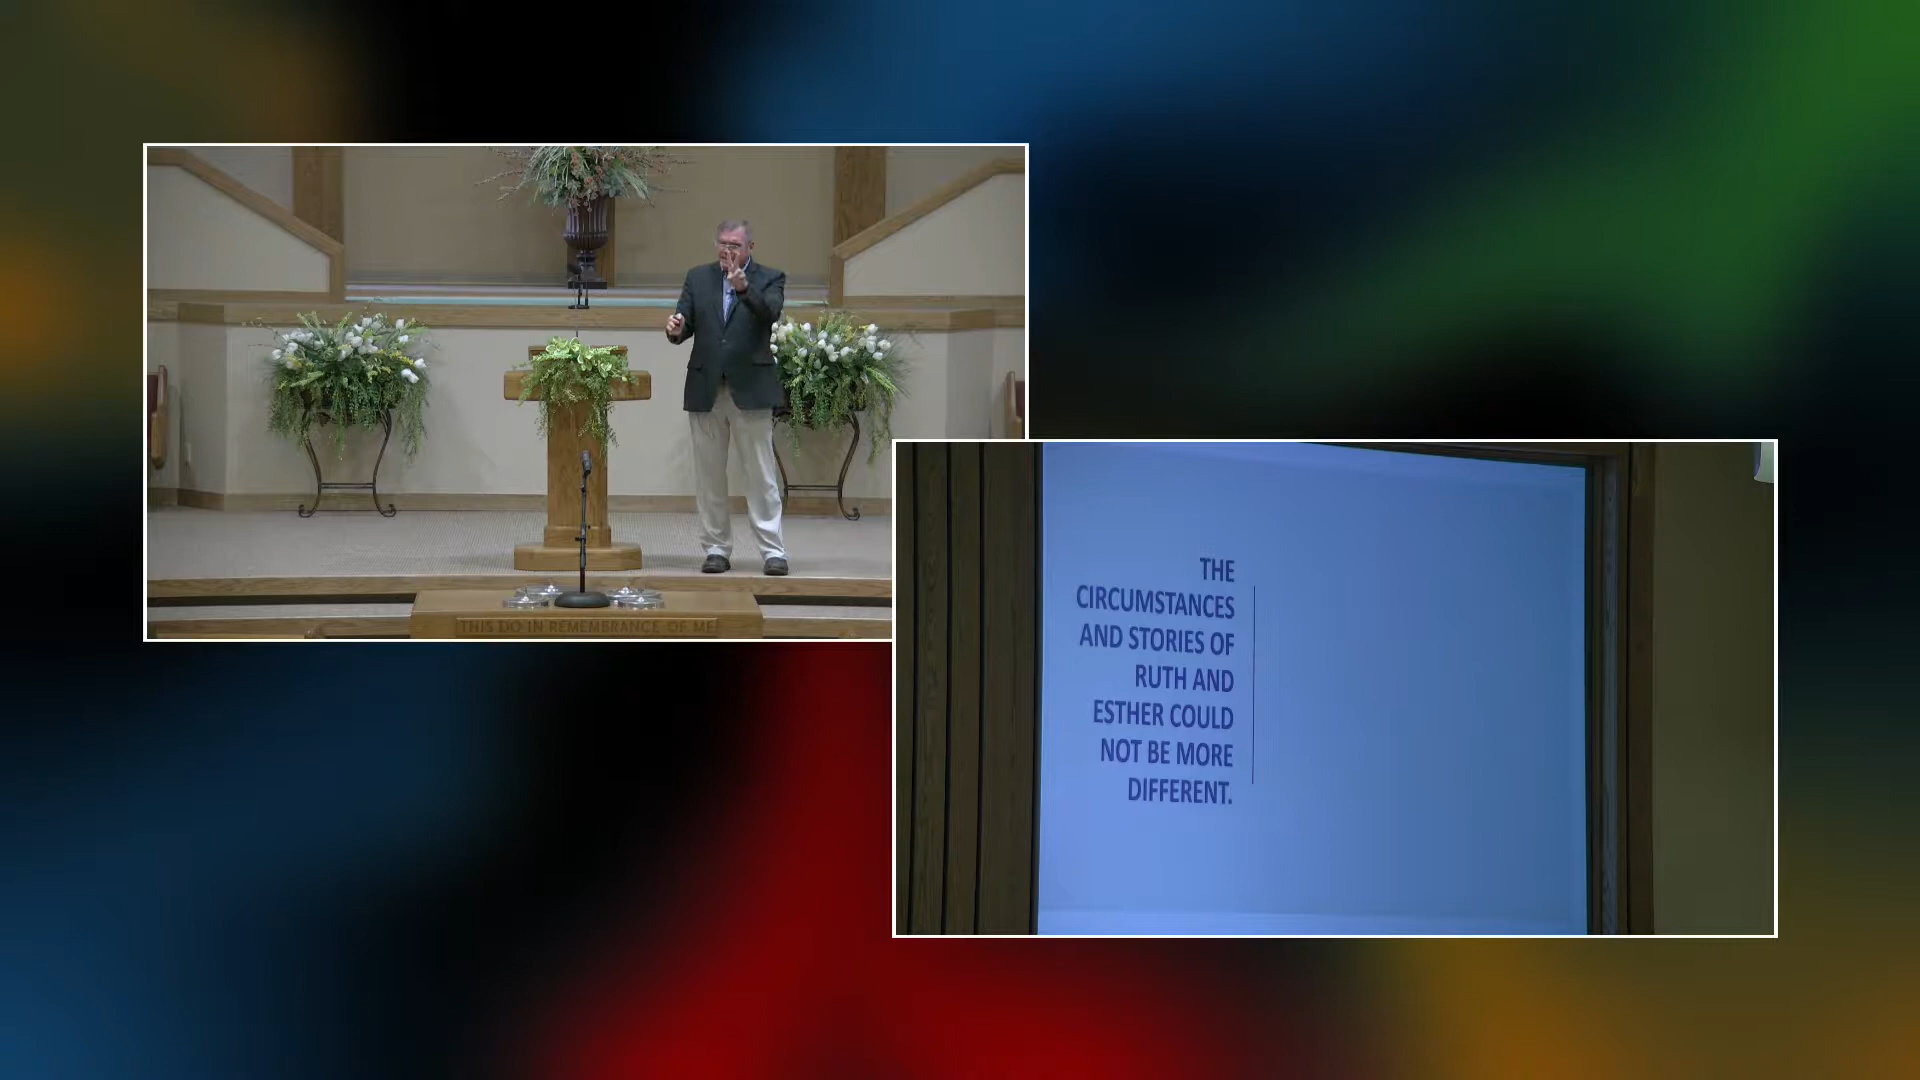 THIS DO IN REMEMBRANCE OF ME
THE
CIRCUMSTANCES
AND STORIES OF
RUTH AND
ESTHER COULD
NOT BE MORE
DIFFERENT.